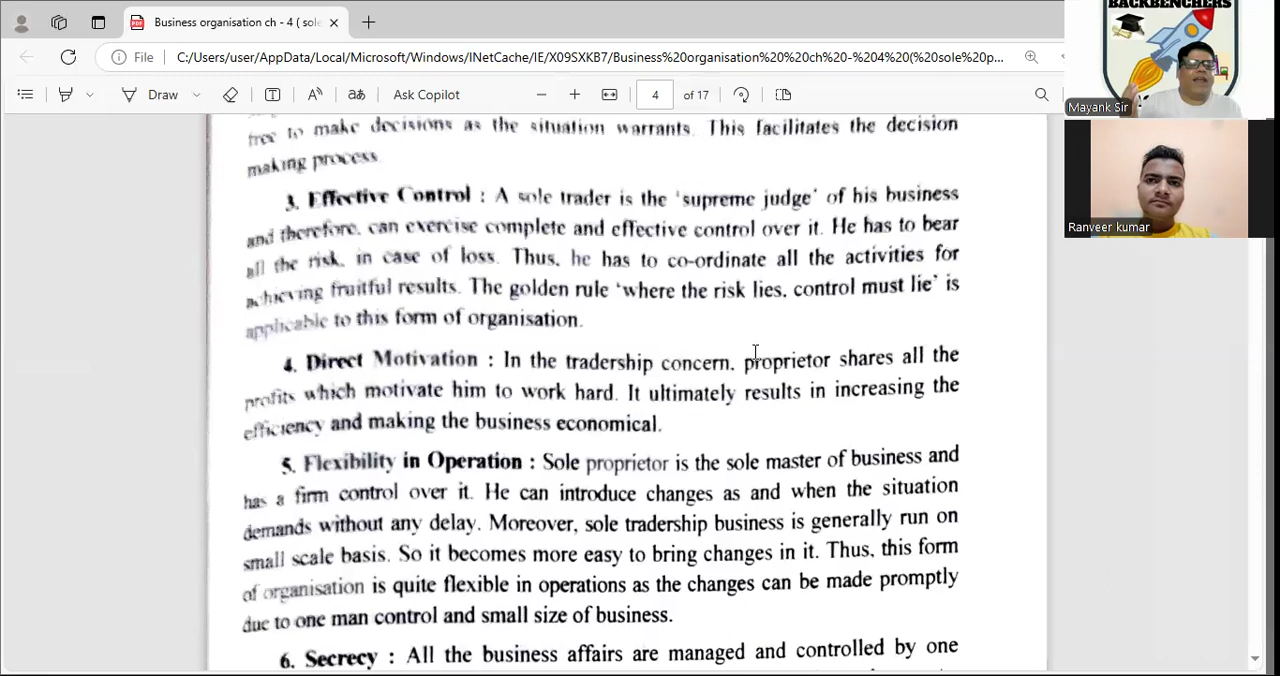 Business organisation ch - 4 ( sole
File
C:/Users/user/AppData/Local/Microsoft/Windows/INetCache/IE/X09SXKB7/Business%20organisation%20%20ch%20-%204%20(%20sole%20p...
Draw
Ask Copilot
4 of 17
BACKBENCHERS
Mayank Sir
Ranveer kumar
free to make decisions as the situation warrants. This facilitates the decision
making process.
3. Effective Control : A sole trader is the ‘supreme judge’ of his business
and therefore, can exercise complete and effective control over it. He has to bear
all the risk, in case of loss. Thus, he has to co-ordinate all the activities for
achieving fruitful results. The golden rule ‘where the risk lies, control must lie’ is
applicable to this form of organisation.
4. Direct Motivation : In the tradership concern, proprietor shares all the
profits which motivate him to work hard. It ultimately results in increasing the
efficiency and making the business economical.
5. Flexibility in Operation : Sole proprietor is the sole master of business and
has a firm control over it. He can introduce changes as and when the situation
demands without any delay. Moreover, sole tradership business is generally run on
small scale basis. So it becomes more easy to bring changes in it. Thus, this form
of organisation is quite flexible in operations as the changes can be made promptly
due to one man control and small size of business.
6. Secrecy : All the business affairs are managed and controlled by one